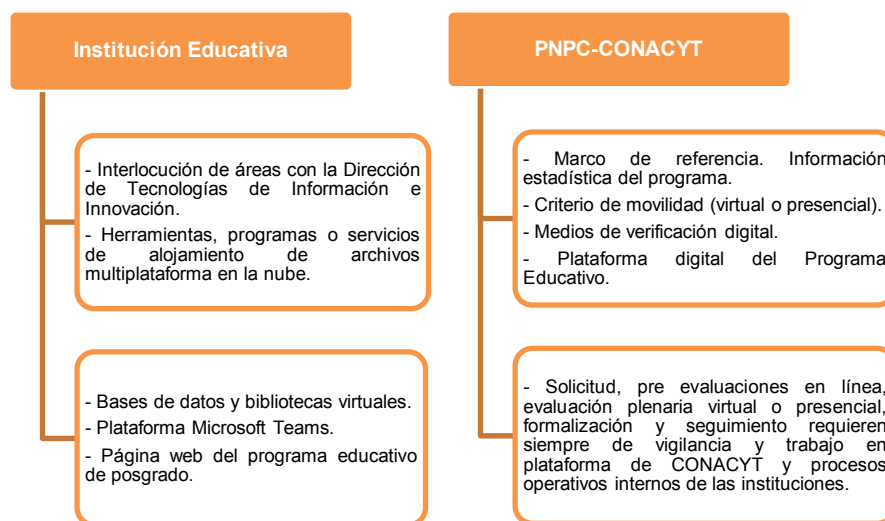 Institución Educativa
- Interlocución de áreas con la Dirección
de Tecnologías de Información e
Innovación.
- Herramientas, programas o servicios
de alojamiento de archivos
multiplataforma en la nube.
- Bases de datos y bibliotecas virtuales.
- Plataforma Microsoft Teams.
- Página web del programa educativo
de posgrado.
PNPC-CONACYT
- Marco de referencia. Información
estadística del programa.
- Criterio de movilidad (virtual o presencial).
- Medios de verificación digital.
- Plataforma digital del Programa
Educativo.
- Solicitud, pre evaluaciones en línea,
evaluación plenaria virtual o presencial,
formalización y seguimiento requieren
siempre de vigilancia y trabajo en
plataforma de CONACYT y procesos
operativos internos de las instituciones.